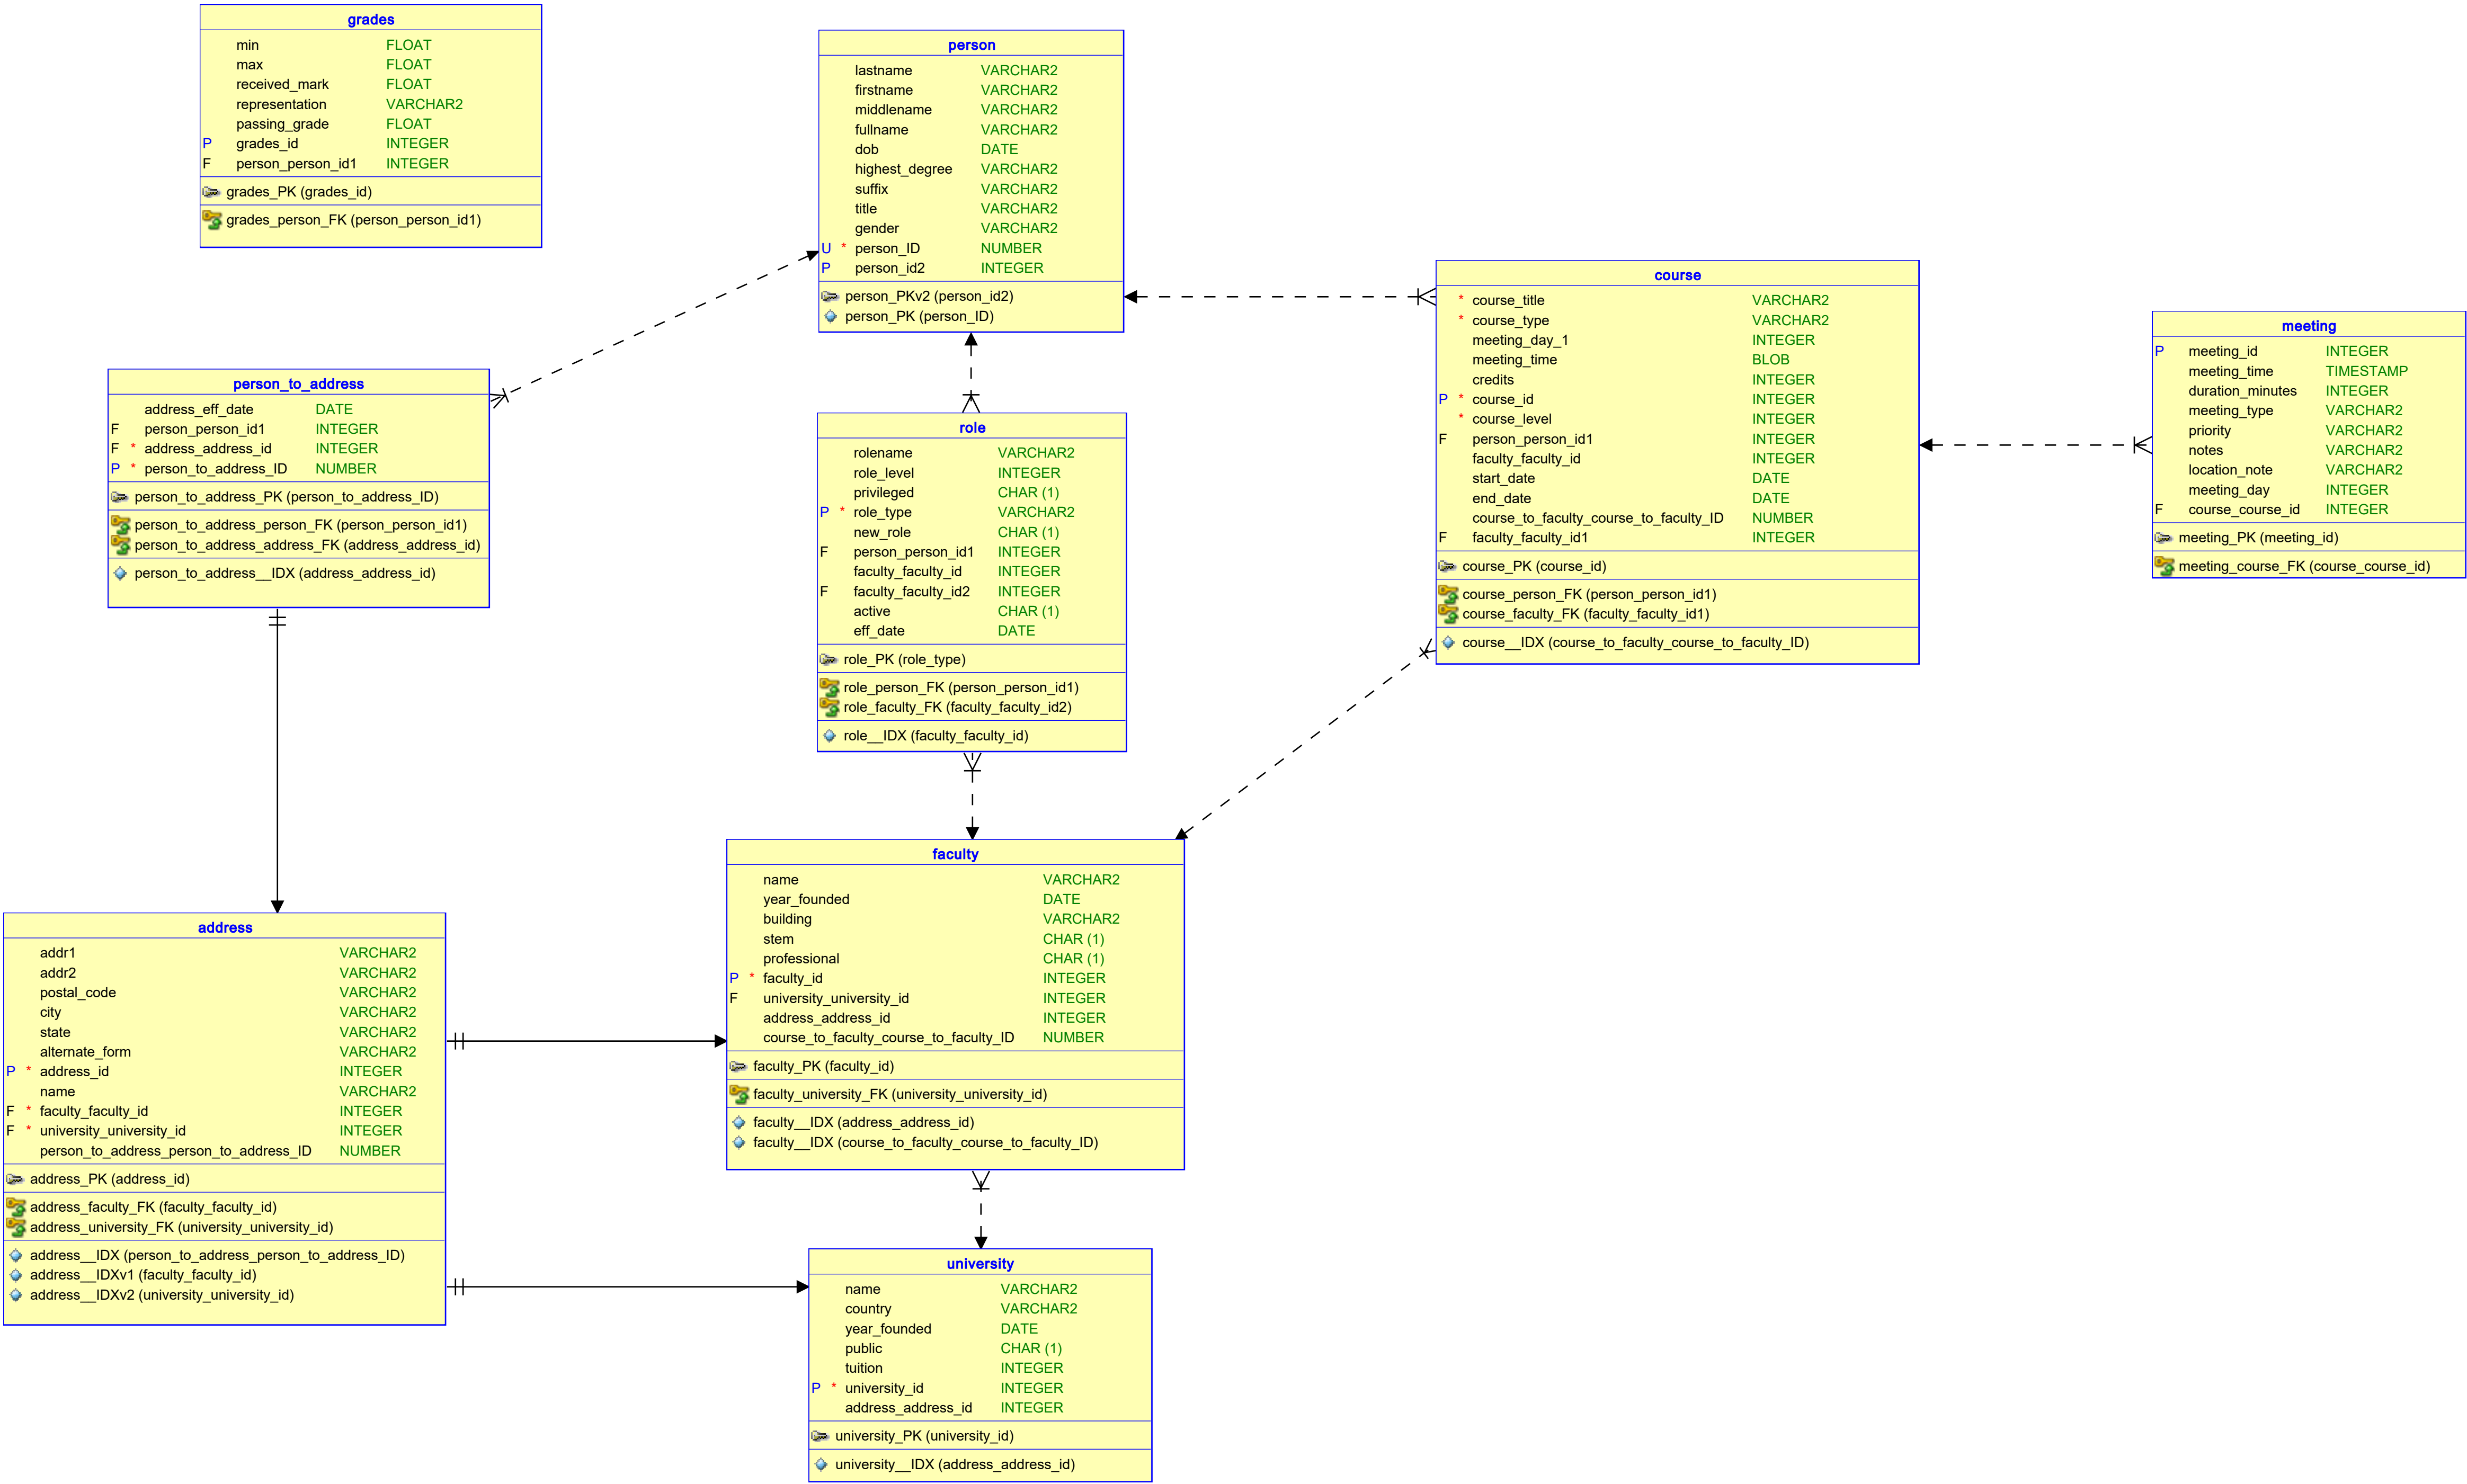 grades
min FLOAT
max FLOAT
received_mark FLOAT
representation VARCHAR2
passing_grade FLOAT
P grades_id INTEGER
F person_person_id1 INTEGER
grades_PK (grades_id)
grades_person_FK (person_person_id1)
person
lastname VARCHAR2
firstname VARCHAR2
middlename VARCHAR2
fullname VARCHAR2
dob DATE
highest_degree VARCHAR2
suffix VARCHAR2
title VARCHAR2
gender VARCHAR2
U * person_ID NUMBER
P person_id2 INTEGER
person_PKv2 (person_id2)
person_PK (person_ID)
course
* course_title VARCHAR2
* course_type VARCHAR2
meeting_day_1 INTEGER
meeting_time BLOB
credits INTEGER
P * course_id INTEGER
* course_level INTEGER
F person_person_id1 INTEGER
faculty_faculty_id INTEGER
start_date DATE
end_date DATE
course_to_faculty_course_to_faculty_ID NUMBER
F faculty_faculty_id1 INTEGER
course_PK (course_id)
course_person_FK (person_person_id1)
course_faculty_FK (faculty_faculty_id1)
course__IDX (course_to_faculty_course_to_faculty_ID)
meeting
P meeting_id INTEGER
meeting_time TIMESTAMP
duration_minutes INTEGER
meeting_type VARCHAR2
priority VARCHAR2
notes VARCHAR2
location_note VARCHAR2
meeting_day INTEGER
F course_course_id INTEGER
meeting_PK (meeting_id)
meeting_course_FK (course_course_id)
person_to_address
address_eff_date DATE
F person_person_id1 INTEGER
F * address_address_id INTEGER
P * person_to_address_ID NUMBER
person_to_address_PK (person_to_address_ID)
person_to_address_person_FK (person_person_id1)
person_to_address_address_FK (address_address_id)
person_to_address__IDX (address_address_id)
role
rolename VARCHAR2
role_level INTEGER
privileged CHAR (1)
P * role_type VARCHAR2
new_role CHAR (1)
F person_person_id1 INTEGER
faculty_faculty_id INTEGER
F faculty_faculty_id2 INTEGER
active CHAR (1)
eff_date DATE
role_PK (role_type)
role_person_FK (person_person_id1)
role_faculty_FK (faculty_faculty_id2)
role__IDX (faculty_faculty_id)
faculty
name VARCHAR2
year_founded DATE
building VARCHAR2
stem CHAR (1)
professional CHAR (1)
P * faculty_id INTEGER
F university_university_id INTEGER
address_address_id INTEGER
course_to_faculty_course_to_faculty_ID NUMBER
faculty_PK (faculty_id)
faculty_university_FK (university_university_id)
faculty__IDX (address_address_id)
faculty__IDX (course_to_faculty_course_to_faculty_ID)
address
addr1 VARCHAR2
addr2 VARCHAR2
postal_code VARCHAR2
city VARCHAR2
state VARCHAR2
alternate_form VARCHAR2
P * address_id INTEGER
name VARCHAR2
F * faculty_faculty_id INTEGER
F * university_university_id INTEGER
person_to_address_person_to_address_ID NUMBER
address_PK (address_id)
address_faculty_FK (faculty_faculty_id)
address_university_FK (university_university_id)
address__IDX (person_to_address_person_to_address_ID)
address__IDXv1 (faculty_faculty_id)
address__IDXv2 (university_university_id)
university
name VARCHAR2
country VARCHAR2
year_founded DATE
public CHAR (1)
tuition INTEGER
P * university_id INTEGER
address_address_id INTEGER
university_PK (university_id)
university__IDX (address_address_id)